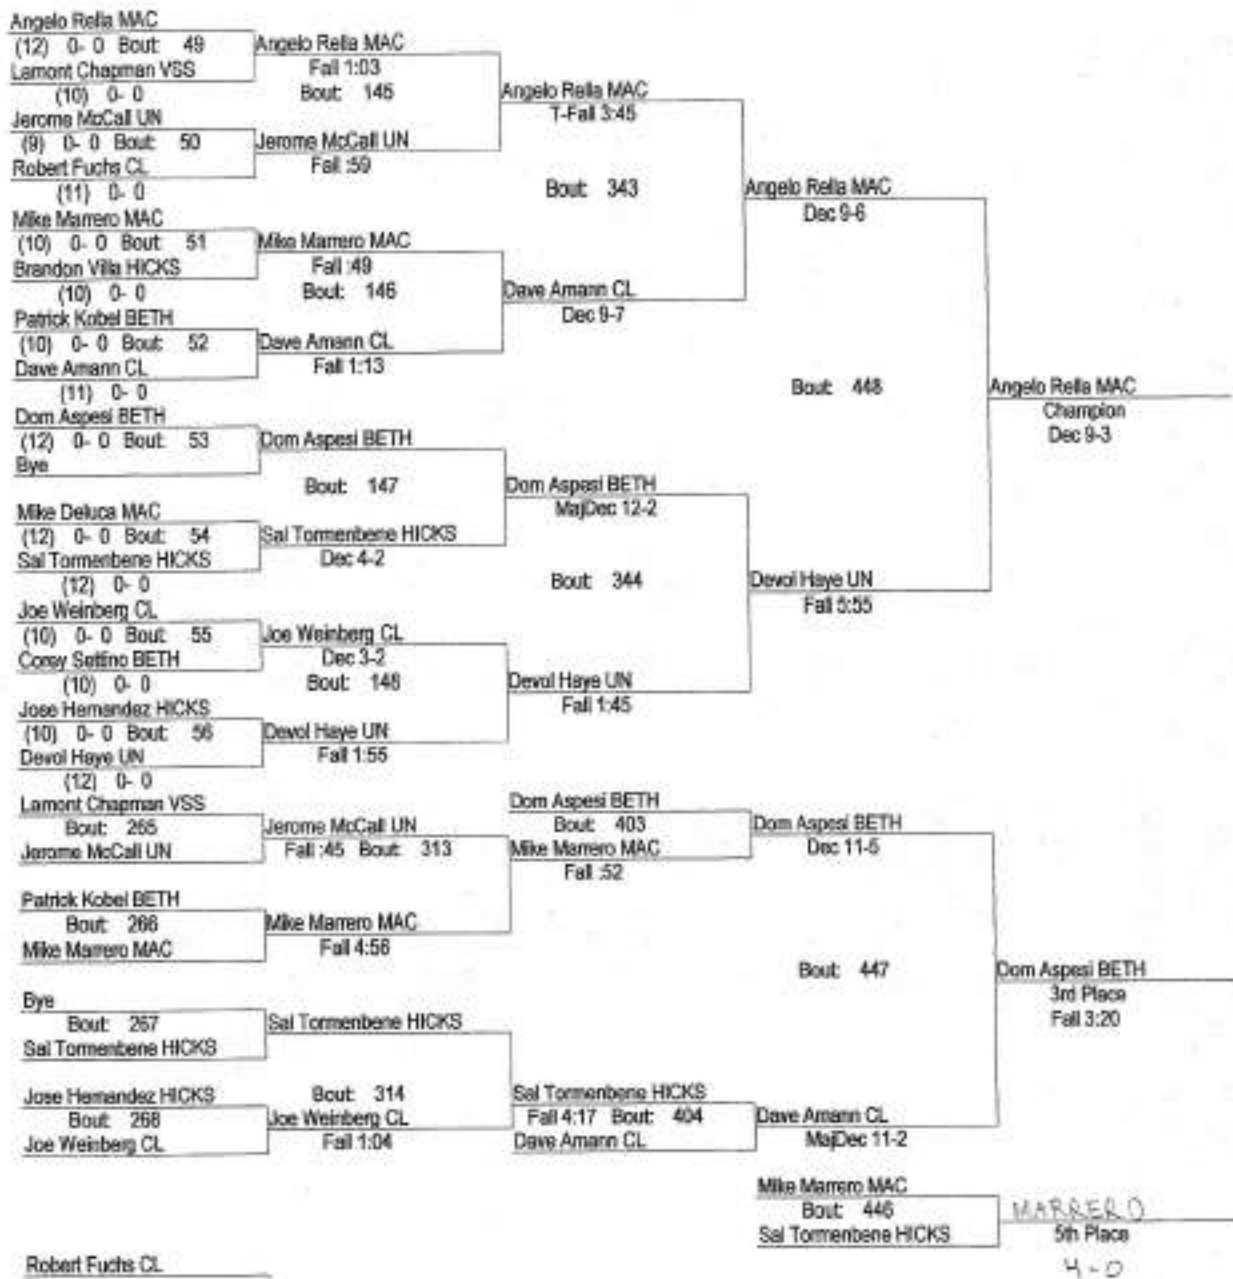 Angelo Rella MAC
(12) 0- 0 Bout: 49
Lamont Chapman VSS
(10) 0- 0
Jerome McCall UN
(9) 0- 0 Bout: 50
Robert Fuchs CL
(11) 0- 0
Mike Marrero MAC
(10) 0- 0 Bout: 51
Brandon Villa HICKS
(10) 0- 0
Patrick Kobel BETH
(10) 0- 0 Bout: 52
Dave Amann CL
(11) 0- 0
Dom Aspesi BETH
(12) 0- 0 Bout: 53
Bye
Mike Deluca MAC
(12) 0- 0 Bout: 54
Sal Tormenbene HICKS
(12) 0- 0
Joe Weinberg CL
(10) 0- 0 Bout: 55
Corey Settino BETH
(10) 0- 0
Jose Hernandez HICKS
(10) 0- 0 Bout: 56
Devol Haye UN
(12) 0- 0
Angelo Rella MAC
Fall 1:03
Bout: 145
Jerome McCall UN
Fall :59
Mike Marrero MAC
Fall :49
Bout: 146
Dave Amann CL
Fall 1:13
Dom Aspesi BETH
Bout: 147
Sal Tormenbene HICKS
Dec 4-2
Joe Weinberg CL
Dec 3-2
Bout: 148
Devol Haye UN
Fall 1:55
Angelo Rella MAC
T-Fall 3:45
Bout: 343
Dave Amann CL
Dec 9-7
Dom Aspesi BETH
MajDec 12-2
Bout: 344
Devol Haye UN
Fall 1:45
Angelo Rella MAC
Dec 9-6
Bout: 448
Devol Haye UN
Fall 5:55
Angelo Rella MAC
Champion
Dec 9-3
Lamont Chapman VSS
Bout: 265
Jerome McCall UN
Patrick Kobel BETH
Bout: 266
Mike Marrero MAC
Bye
Bout: 267
Sal Tormenbene HICKS
Jose Hernandez HICKS
Bout: 268
Joe Weinberg CL
Jerome McCall UN
Fall :45 Bout: 313
Mike Marrero MAC
Fall 4:56
Sal Tormenbene HICKS
Bout: 314
Joe Weinberg CL
Fall 1:04
Dom Aspesi BETH
Bout: 403
Mike Marrero MAC
Fall :52
Sal Tormenbene HICKS
Fall 4:17 Bout: 404
Dave Amann CL
Dom Aspesi BETH
Dec 11-5
Bout: 447
Dave Amann CL
MajDec 11-2
Dom Aspesi BETH
3rd Place
Fall 3:20
Mike Marrero MAC
Bout: 446
Sal Tormenbene HICKS
MARRERO
5th Place
4-0
Robert Fuchs CL